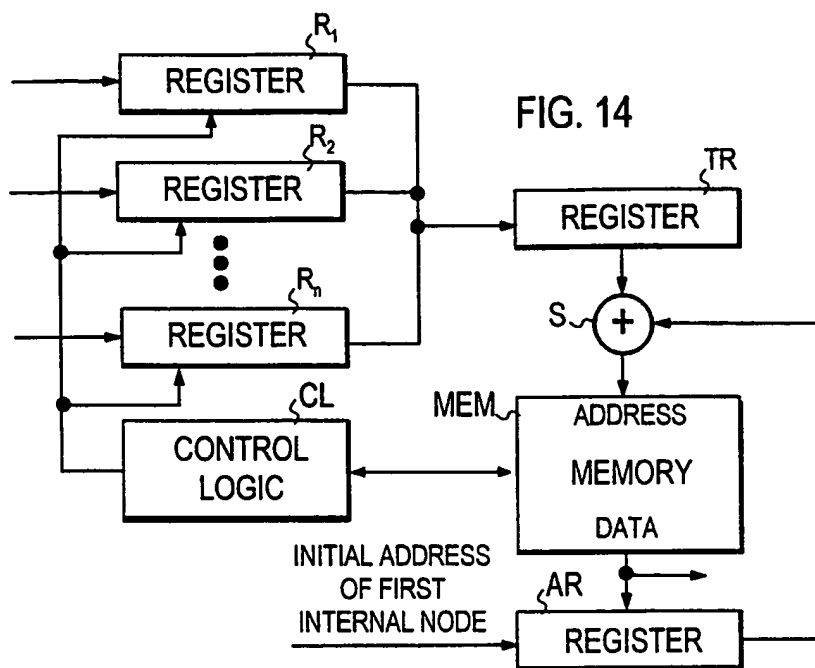 R1
REGISTER
FIG. 14
R2
REGISTER
TR
REGISTER
Rn
REGISTER
S
+
CL
CONTROL
LOGIC
MEM
ADDRESS
MEMORY
DATA
INITIAL ADDRESS
OF FIRST
INTERNAL NODE
AR
REGISTER